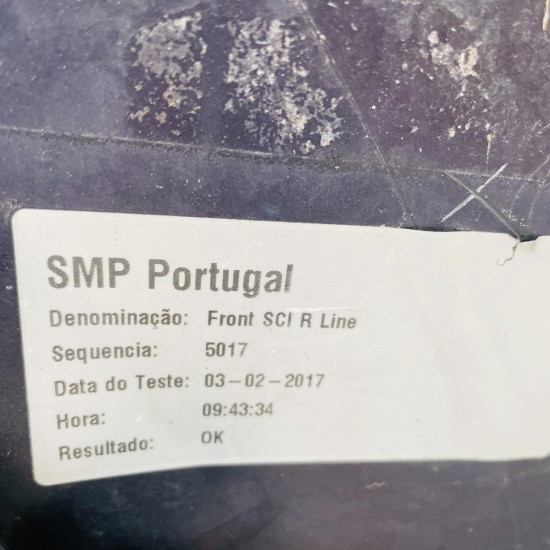 SMP Portugal
Denominação: Front SCI R Line
Sequencia: 5017
Data do Teste: 03-02-2017
Hora: 09:43:34
Resultado: OK